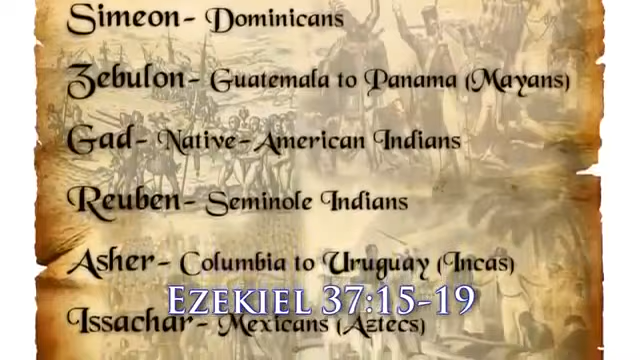 Simeon- Dominicans
Zebulon- Guatemala to Panama (Mayans)
Gad- Native-American Indians
Reuben- Seminole Indians
Asher- Columbia to Uruguay (Incas)
Ezekiel 37:15-19
Issachar- Mexicans (Aztecs)